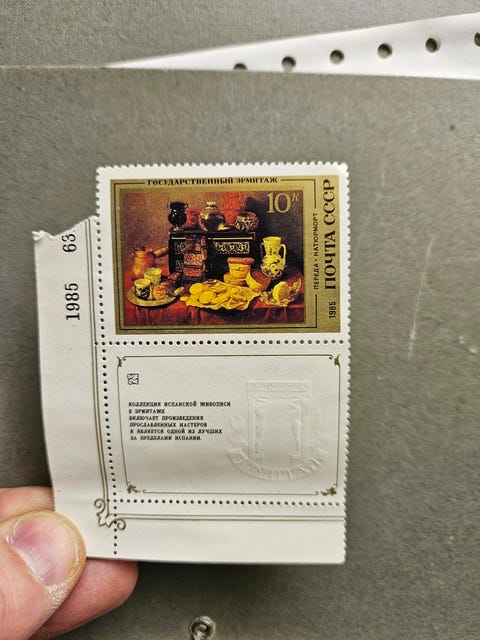 ГОСУДАРСТВЕННЫЙ ЭРМИТАЖ
10к
ПЕРЕДА • НАТЮРМОРТ
ПОЧТА СССР
1985
1985 63
КОЛЛЕКЦИЯ ИСПАНСКОЙ ЖИВОПИСИ
В ЭРМИТАЖЕ
ВКЛЮЧАЕТ ПРОИЗВЕДЕНИЯ
ПРОСЛАВЛЕННЫХ МАСТЕРОВ
И ЯВЛЯЕТСЯ ОДНОЙ ИЗ ЛУЧШИХ
ЗА ПРЕДЕЛАМИ ИСПАНИИ.